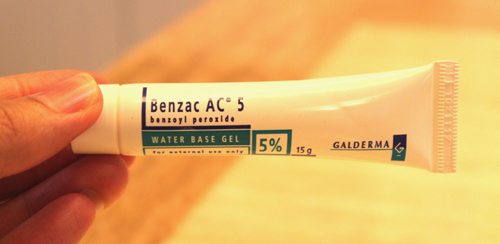 Benzac AC® 5
benzoyl peroxide
WATER BASE GEL
for external use only
5%
15 g
GALDERMA